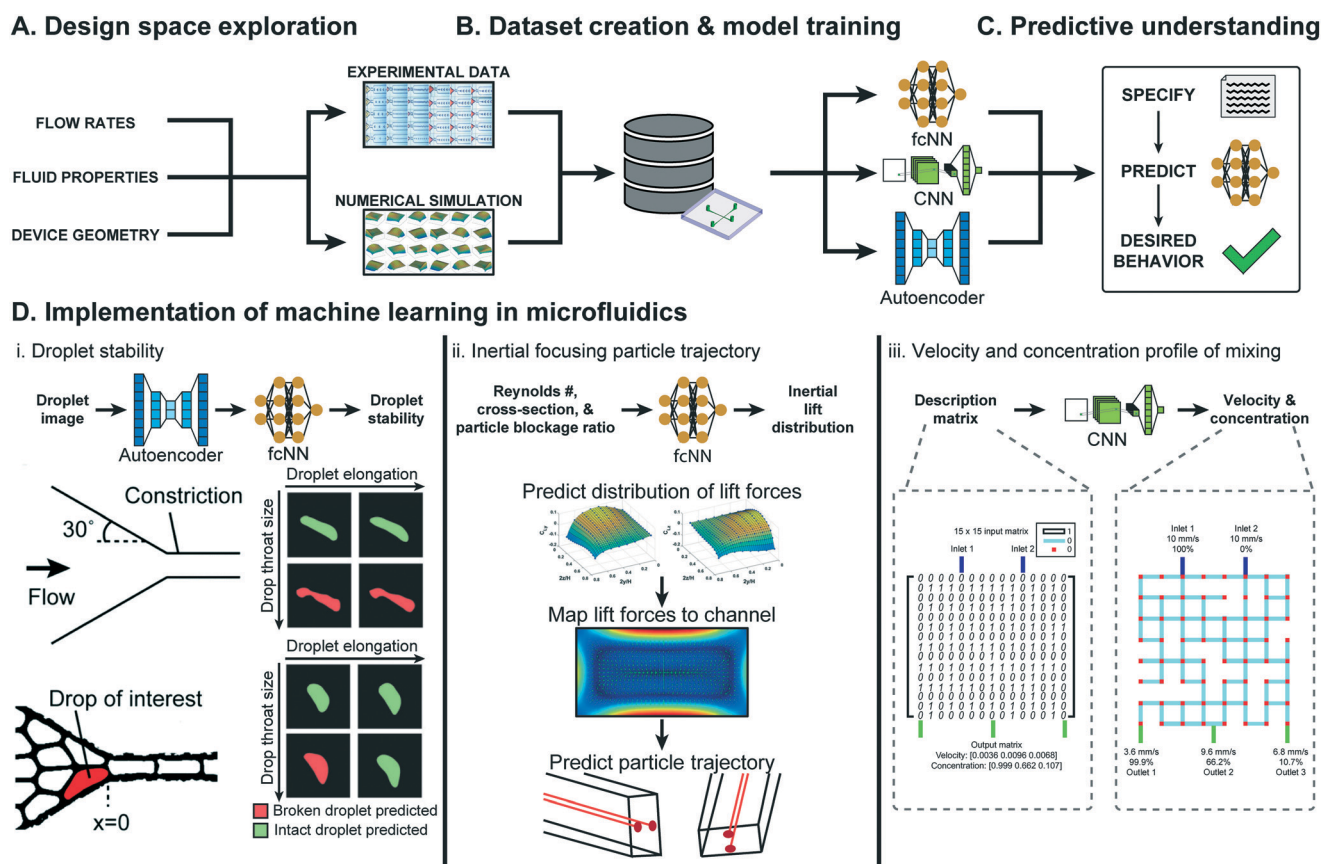 A. Design space exploration
B. Dataset creation & model training
C. Predictive understanding
FLOW RATES
FLUID PROPERTIES
DEVICE GEOMETRY
EXPERIMENTAL DATA
NUMERICAL SIMULATION
fcNN
CNN
Autoencoder
SPECIFY
PREDICT
DESIRED
BEHAVIOR
D. Implementation of machine learning in microfluidics
i. Droplet stability
Droplet
image
Autoencoder
fcNN
Droplet
stability
Constriction
30°
Flow
Drop of interest
x=0
Droplet elongation
Drop throat size
Droplet elongation
Drop throat size
Broken droplet predicted
Intact droplet predicted
ii. Inertial focusing particle trajectory
Reynolds #,
cross-section, &
particle blockage ratio
fcNN
Inertial
lift
distribution
Predict distribution of lift forces
2z/H
2y/H
2z/H
2y/H
Map lift forces to channel
Predict particle trajectory
iii. Velocity and concentration profile of mixing
Description
matrix
CNN
Velocity &
concentration
15 x 15 input matrix
1
0
0
Inlet 1
Inlet 2
Output matrix
Velocity: [0.0036 0.0096 0.0068]
Concentration: [0.999 0.662 0.107]
Inlet 1
10 mm/s
100%
Inlet 2
10 mm/s
0%
3.6 mm/s
99.9%
Outlet 1
9.6 mm/s
66.2%
Outlet 2
6.8 mm/s
10.7%
Outlet 3